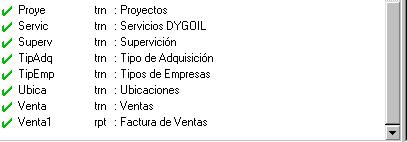 Proye trn : Proyectos
Servic trn : Servicios DYGOIL
Superv trn : Supervición
TipAdq trn : Tipo de Adquisición
TipEmp trn : Tipos de Empresas
Ubica trn : Ubicaciones
Venta trn : Ventas
Venta1 rpt : Factura de Ventas